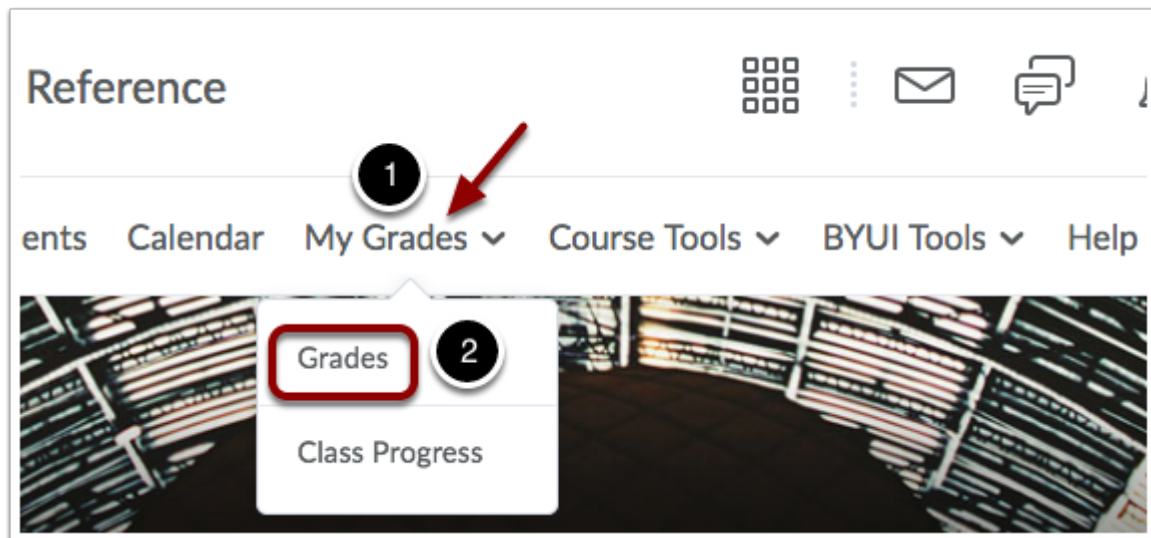 Reference
1
ents Calendar My Grades Course Tools BYUI Tools Help
Grades 2
Class Progress